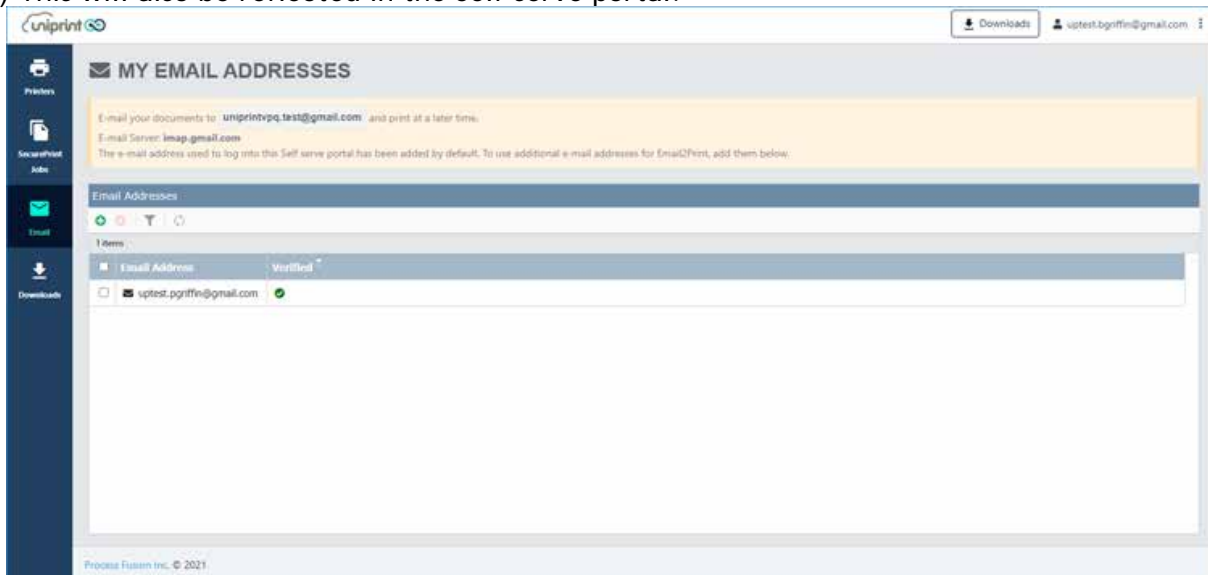 ) This will also be reflected in the self-serve portal.
uniprint
Downloads
uptest.bgriffin@gmail.com
Printers
SecurePrint
Jobs
Email
Downloads
MY EMAIL ADDRESSES
E-mail your documents to uniprintvpq.test@gmail.com and print at a later time.
E-mail Server: imap.gmail.com
The e-mail address used to log into this Self serve portal has been added by default. To use additional e-mail addresses for Email2Print, add them below.
Email Addresses
1 items
Email Address Verified
uptest.pgriffin@gmail.com
Process Fusion Inc. © 2021